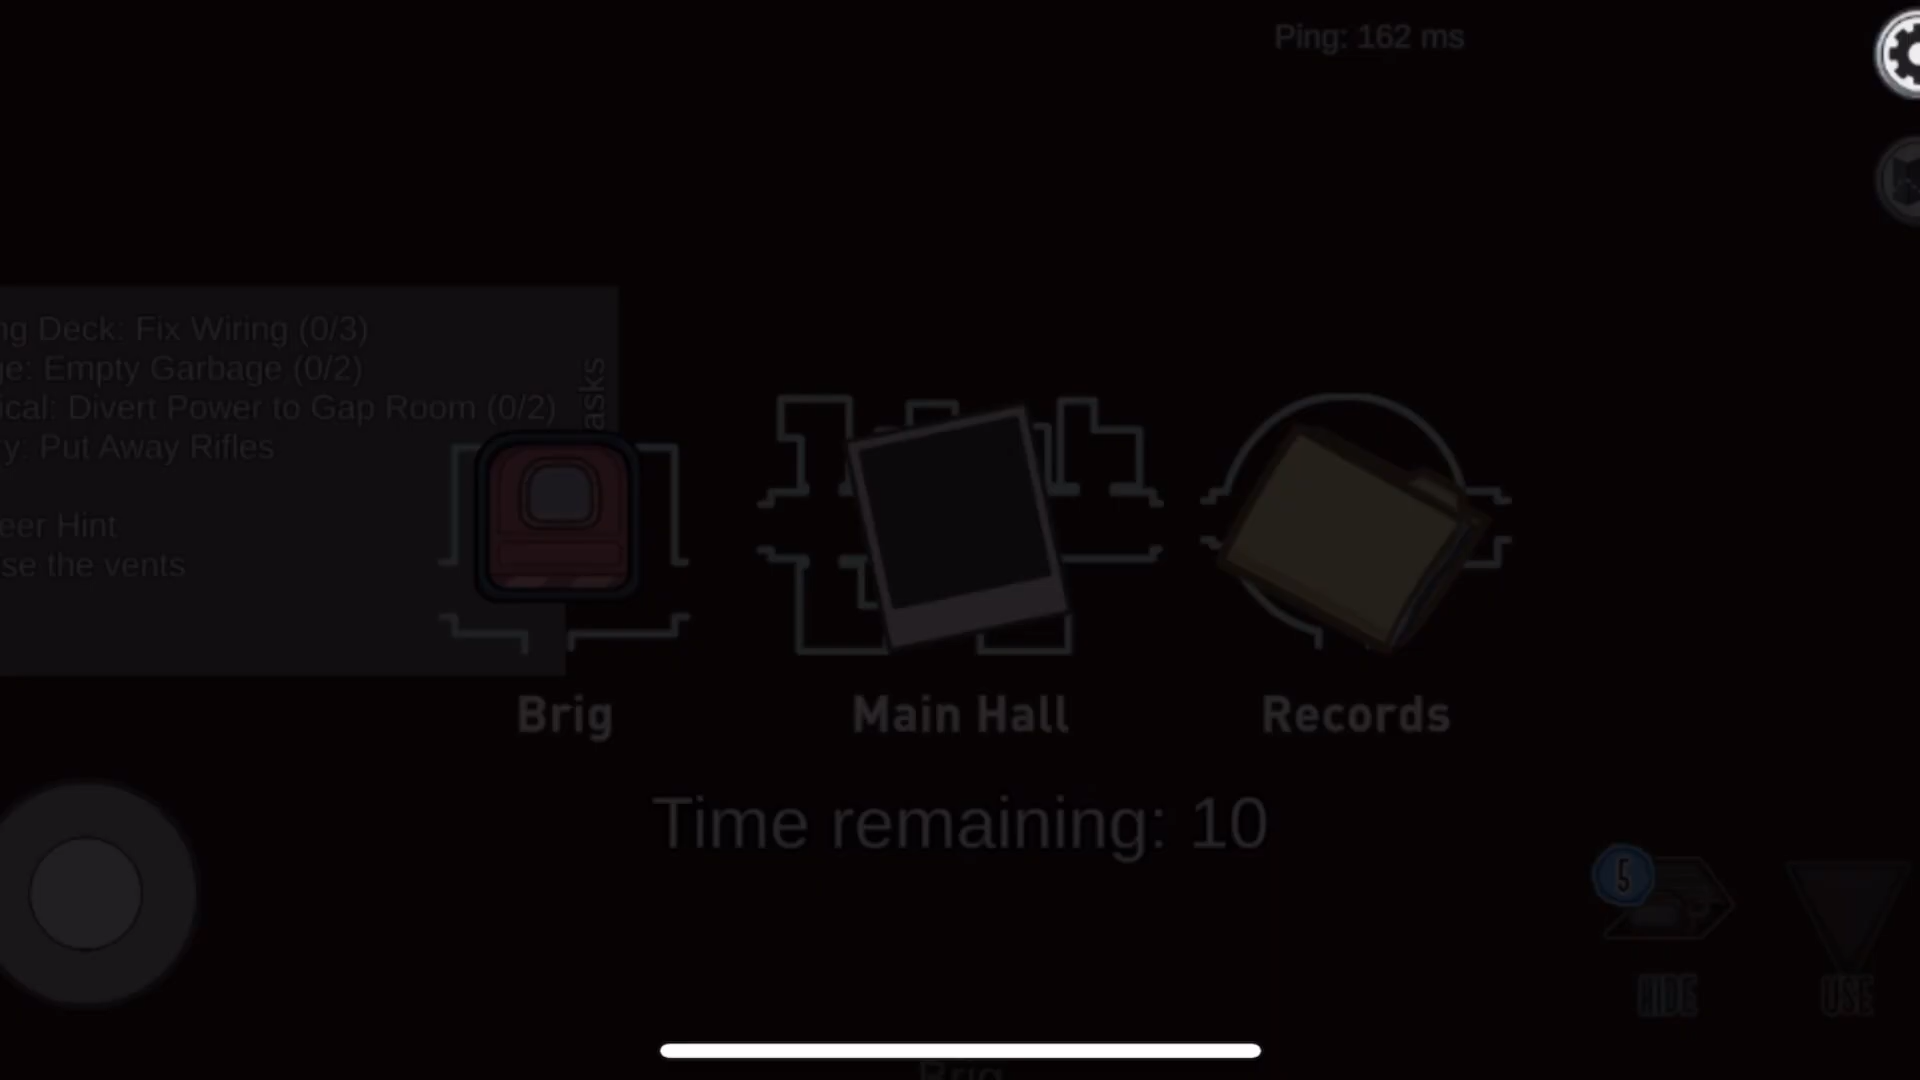 Ping: 162 ms
ng Deck: Fix Wiring (0/3)
ge: Empty Garbage (0/2)
ical: Divert Power to Gap Room (0/2)
y: Put Away Rifles
eer Hint
se the vents
asks
Brig
Main Hall
Records
Time remaining: 10
5
HIDE
USE
Brig